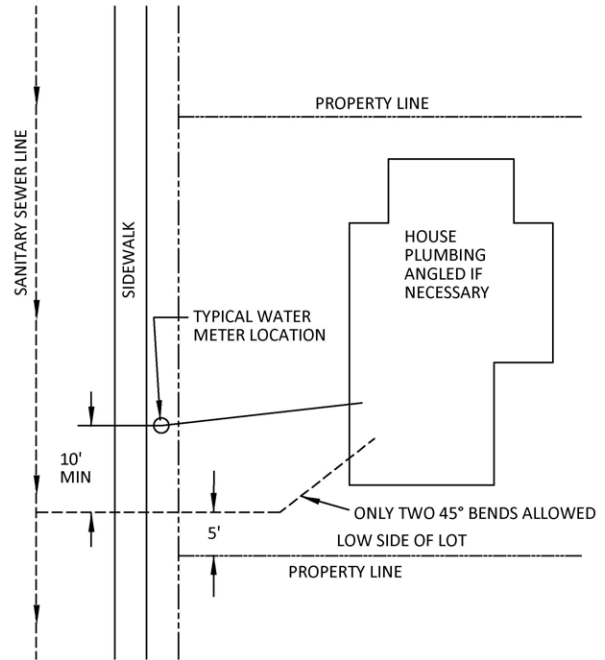 PROPERTY LINE
SANITARY SEWER LINE
SIDEWALK
HOUSE
PLUMBING
ANGLED IF
NECESSARY
TYPICAL WATER
METER LOCATION
10'
MIN
ONLY TWO 45° BENDS ALLOWED
5'
LOW SIDE OF LOT
PROPERTY LINE